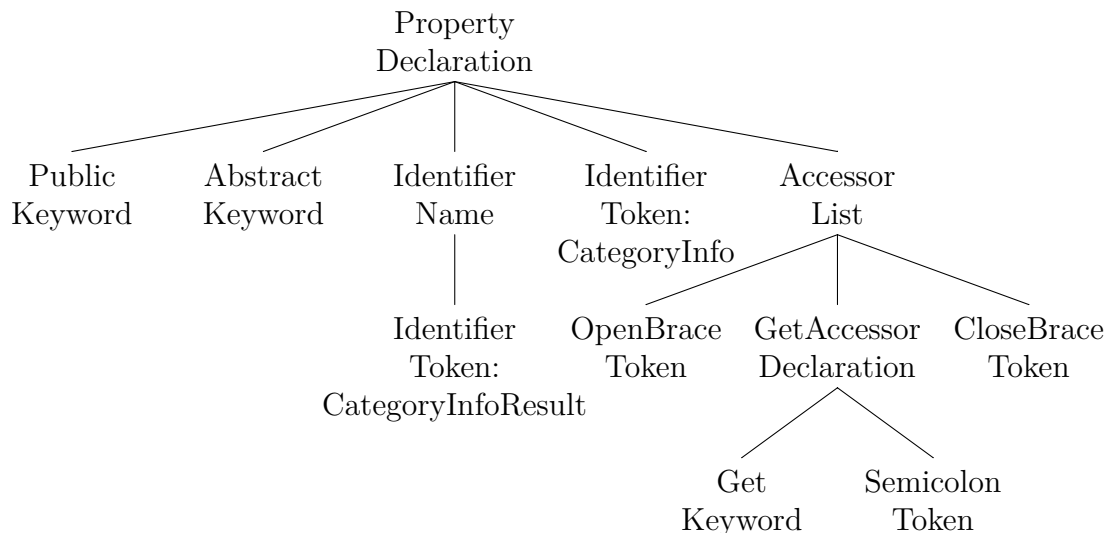 Property
Declaration
Public
Keyword
Abstract
Keyword
Identifier
Name
Identifier
Token:
CategoryInfo
Accessor
List
Identifier
Token:
CategoryInfoResult
OpenBrace
Token
GetAccessor
Declaration
CloseBrace
Token
Get
Keyword
Semicolon
Token